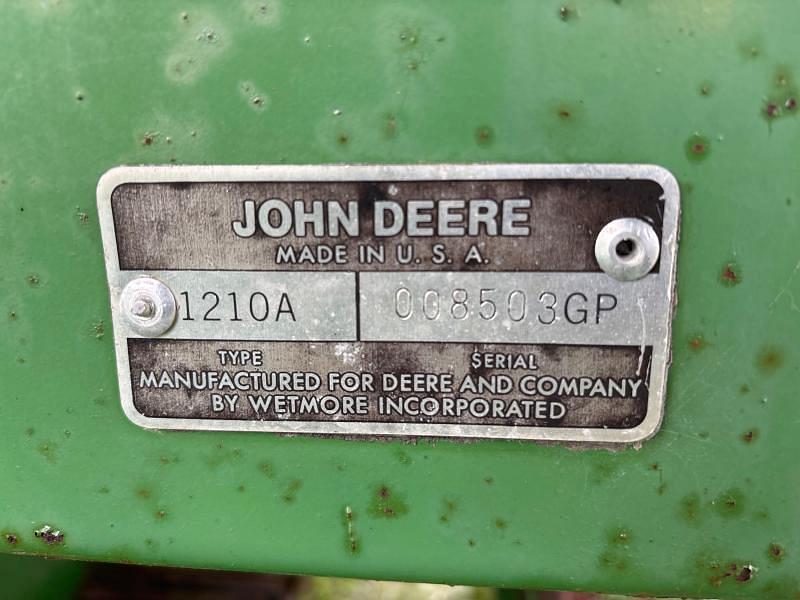 JOHN DEERE
MADE IN U. S. A.
1210A 008503GP
TYPE SERIAL
MANUFACTURED FOR DEERE AND COMPANY
BY WETMORE INCORPORATED